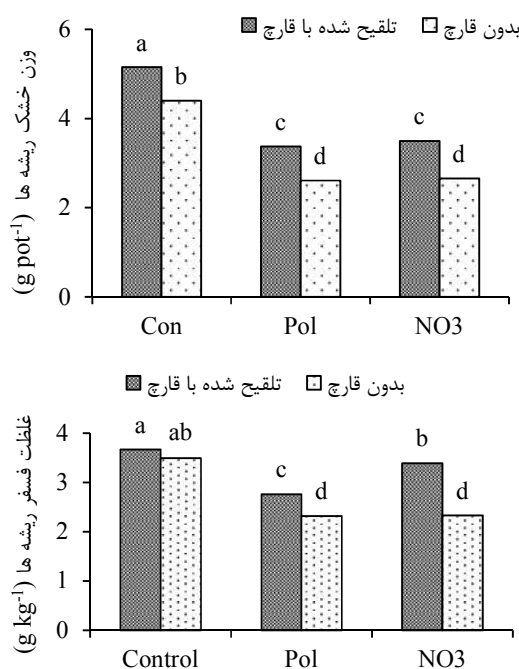 تلقیح شده با قارچ بدون قارچ
وزن خشک ریشه ها
(g pot-1)
6
4
2
0
a b c d c d
Con Pol NO3
تلقیح شده با قارچ بدون قارچ
غلظت فسفر ریشه ها
(g kg-1)
4
3
2
1
0
a ab c d b d
Control Pol NO3